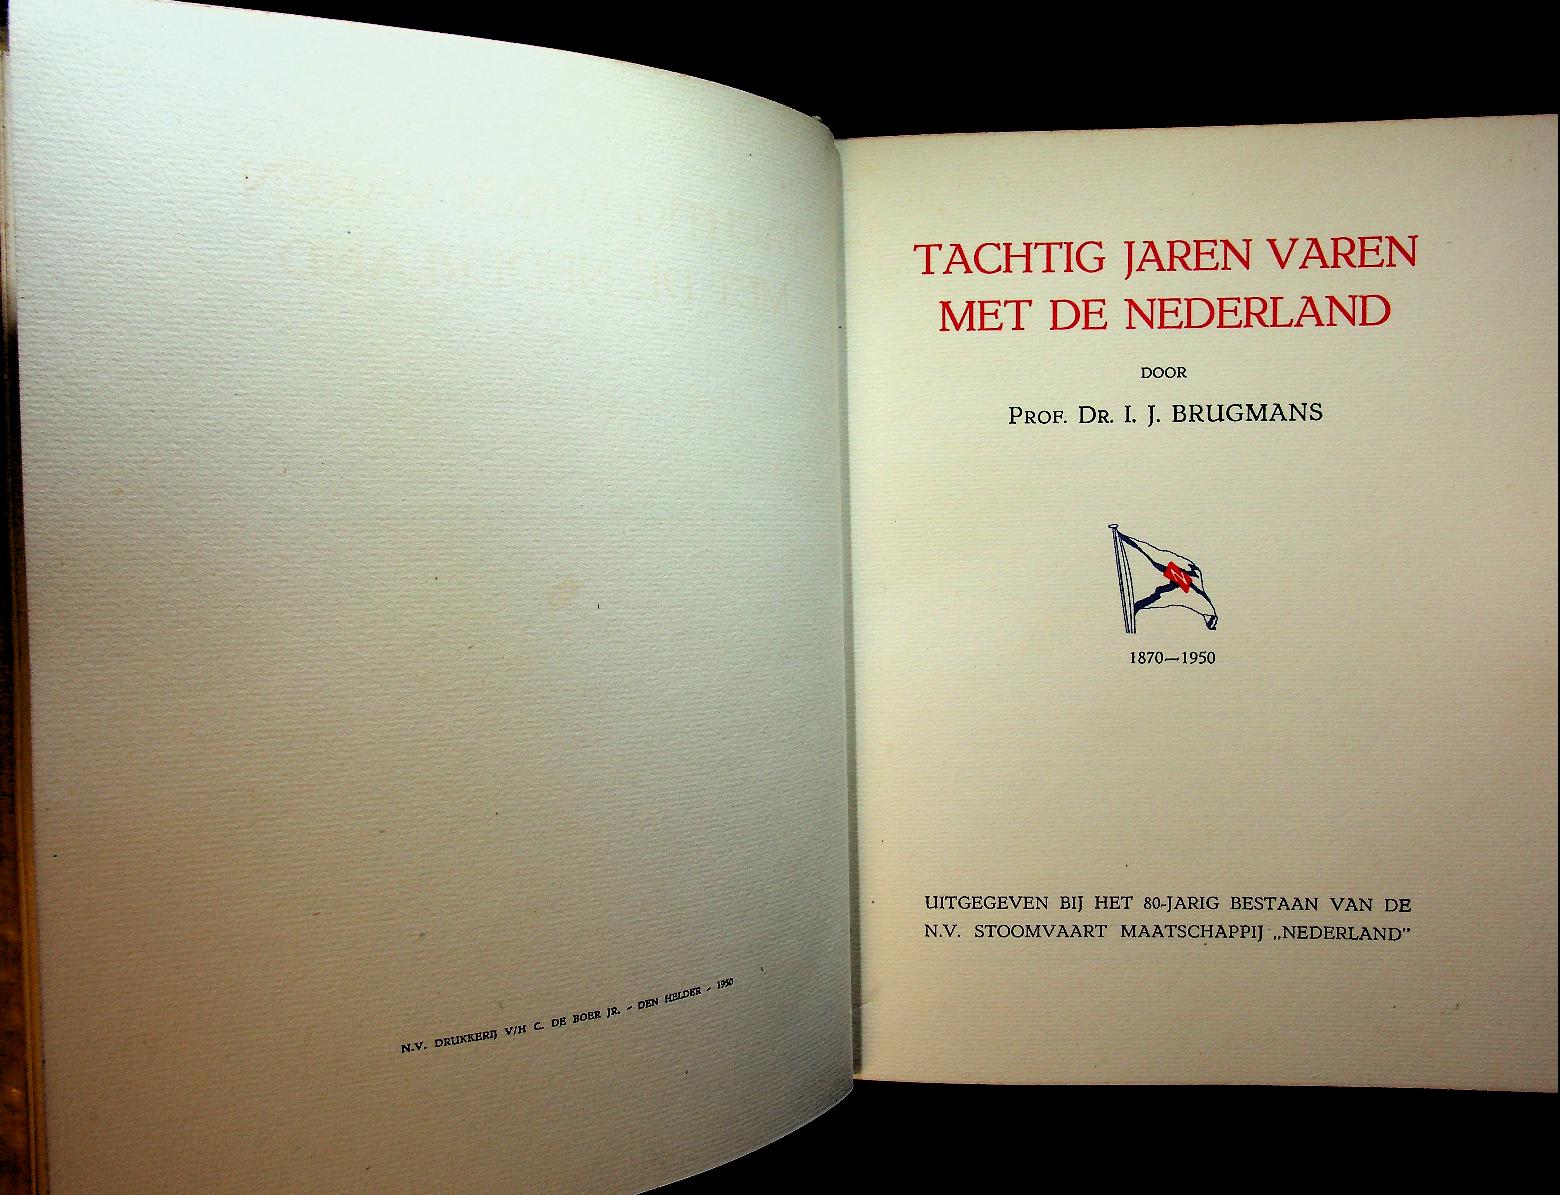 N.V. DRUKKERIJ V/H C. DE BOER JR. - DEN HELDER - 1950
TACHTIG JAREN VAREN
MET DE NEDERLAND
DOOR
PROF. DR. I. J. BRUGMANS
N
1870—1950
UITGEGEVEN BIJ HET 80-JARIG BESTAAN VAN DE
N.V. STOOMVAART MAATSCHAPPIJ „NEDERLAND”